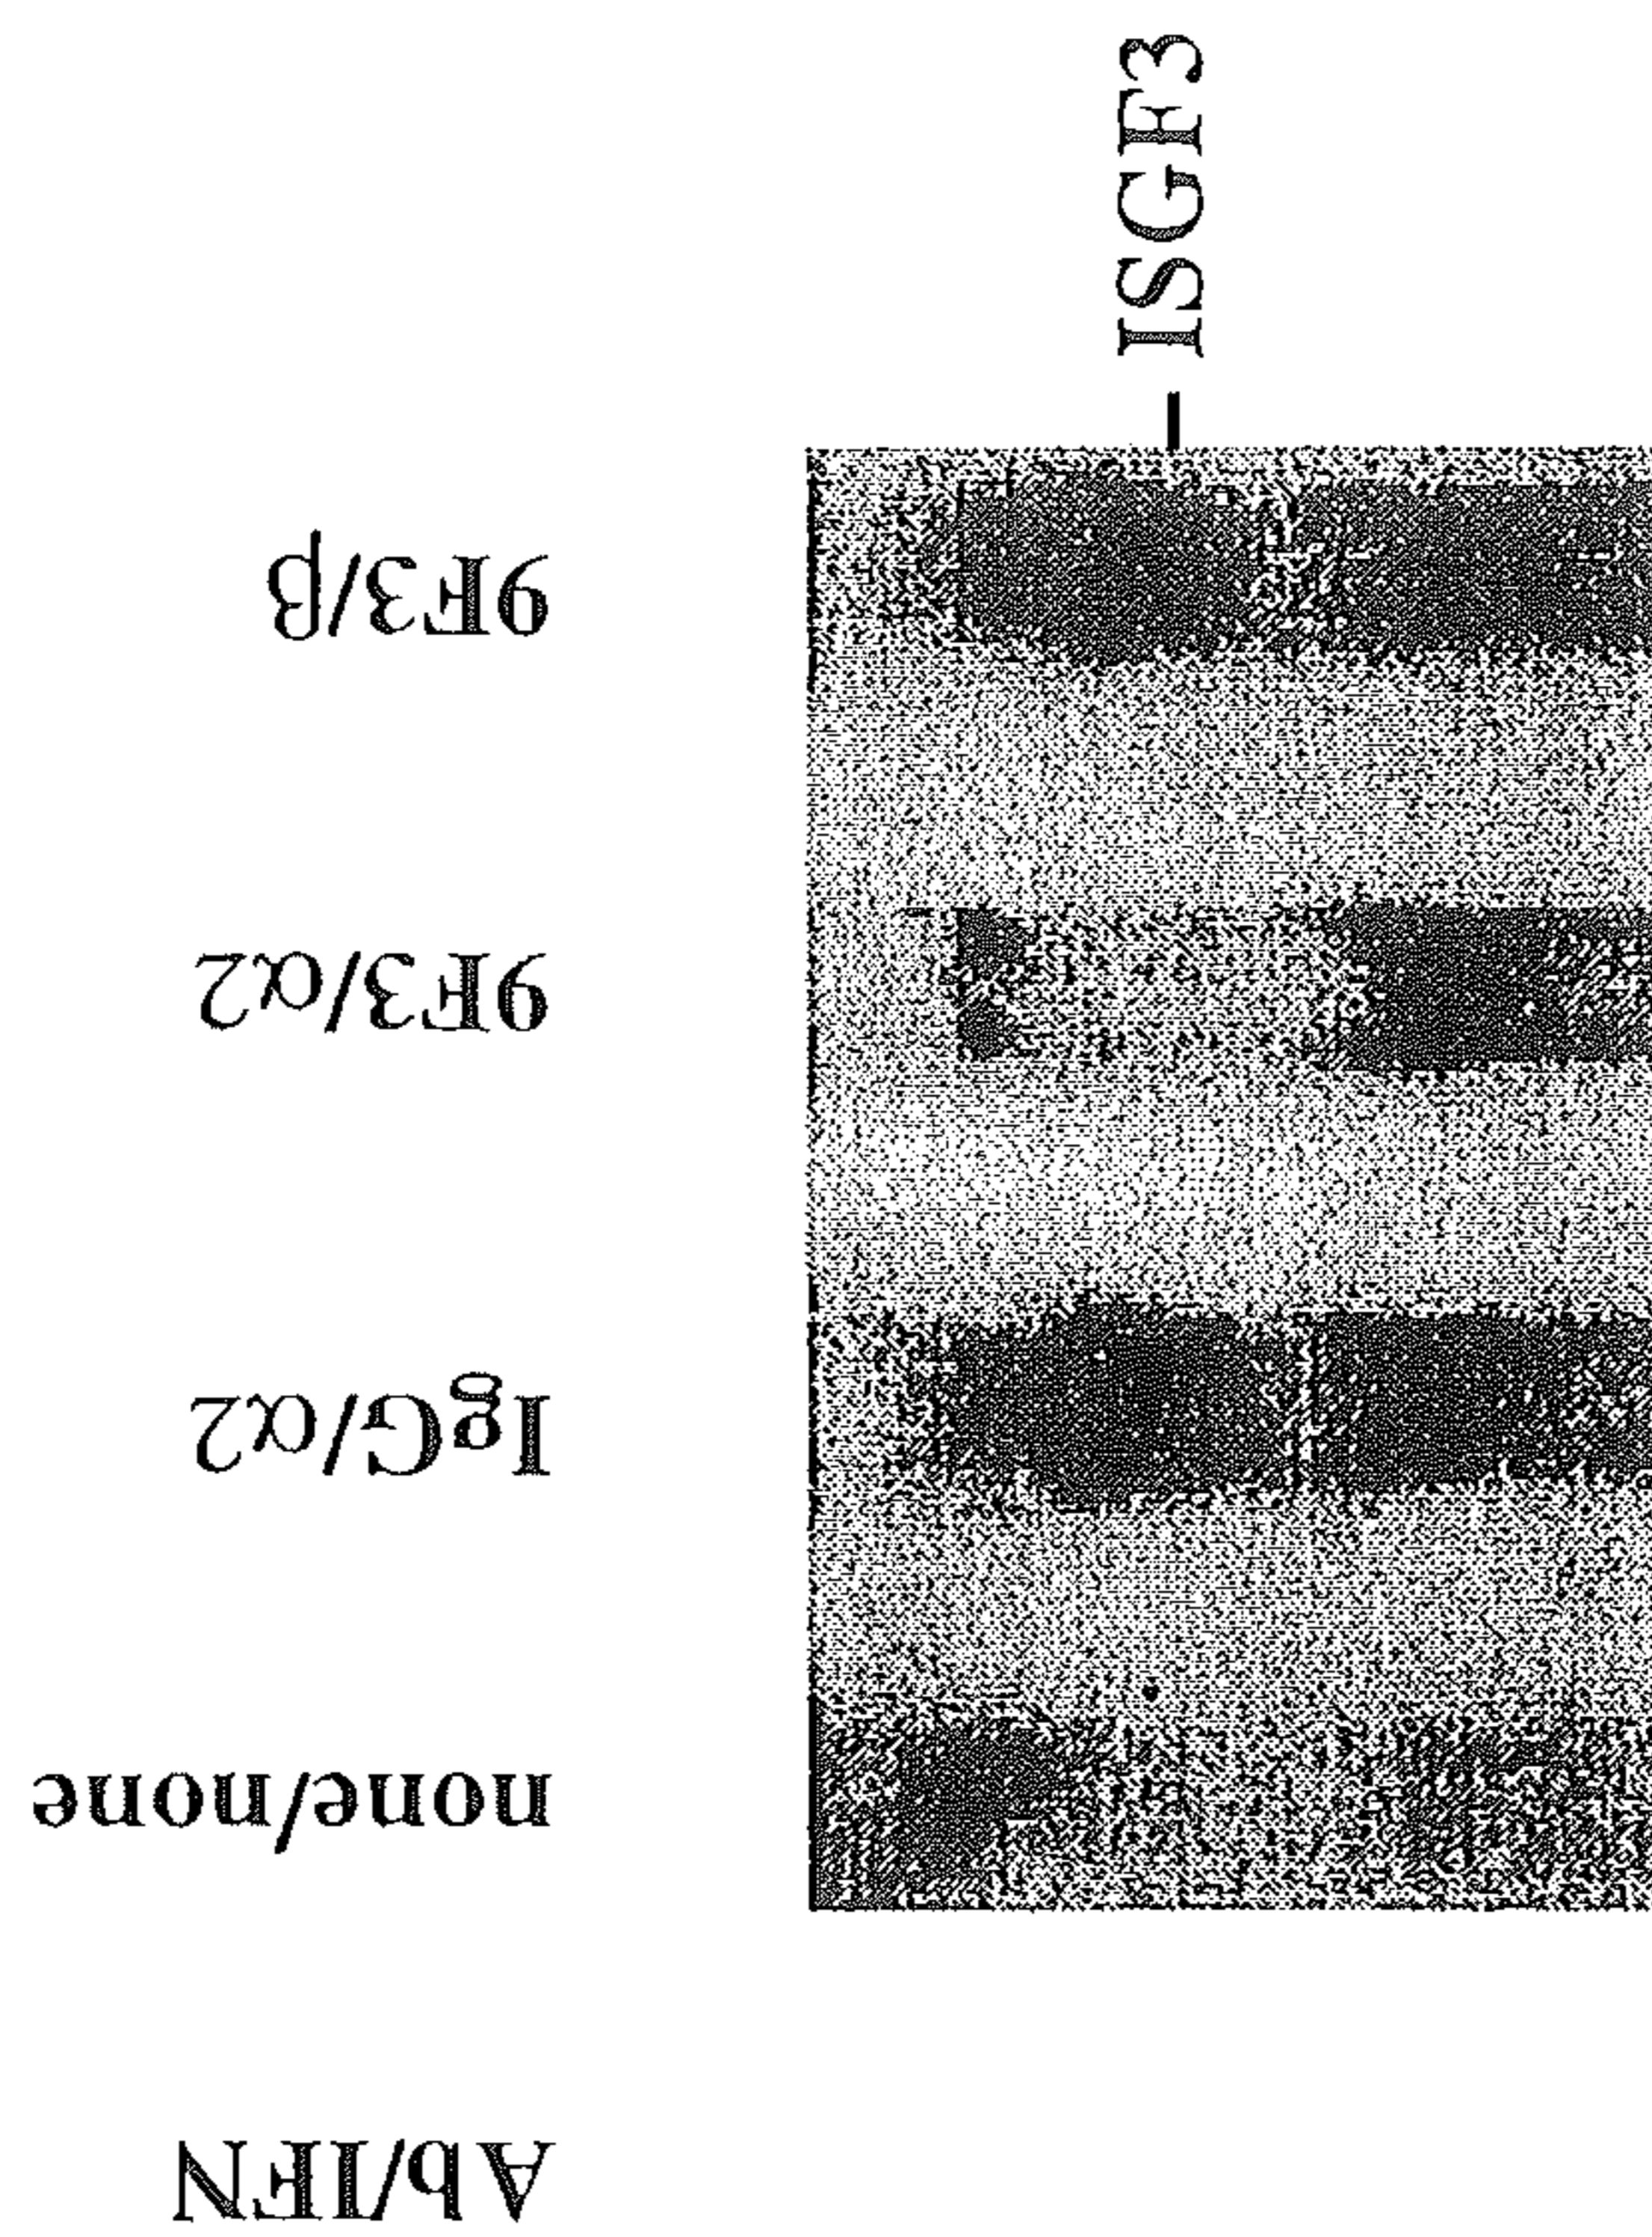 ISGF3
9F3/β
9F3/α2
IgG/α2
none/none
Ab/IFN